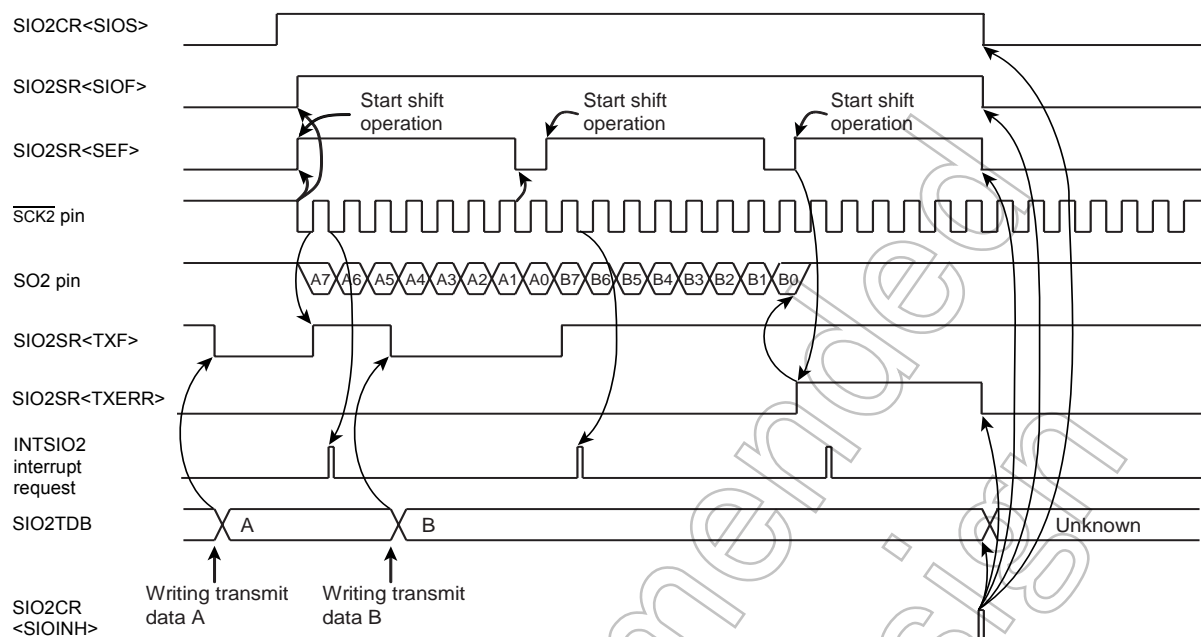 SIO2CR<SIOS>
SIO2SR<SIOF>
Start shift operation
Start shift operation
Start shift operation
SIO2SR<SEF>
SCK2 pin
SO2 pin
A7 A6 A5 A4 A3 A2 A1 A0 B7 B6 B5 B4 B3 B2 B1 B0
SIO2SR<TXF>
SIO2SR<TXERR>
INTSIO2
interrupt
request
SIO2TDB
A
B
Unknown
Writing transmit
data A
Writing transmit
data B
SIO2CR
<SIOINH>